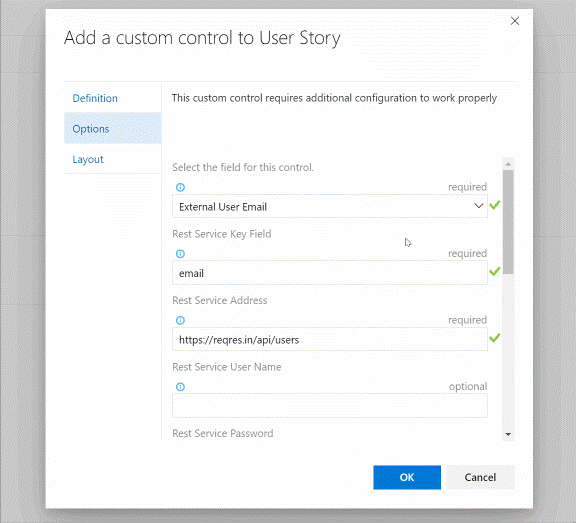 Add a custom control to User Story
Definition
This custom control requires additional configuration to work properly
Options
Layout
Select the field for this control.
required
External User Email
Rest Service Key Field
required
email
Rest Service Address
required
https://reqres.in/api/users
Rest Service User Name
optional
Rest Service Password
OK
Cancel